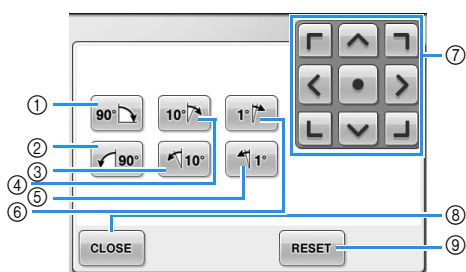 ⑦
① 90° 10° 1°
② 90° 10° 1°
③
④
⑤
⑥
⑧
CLOSE RESET ⑨